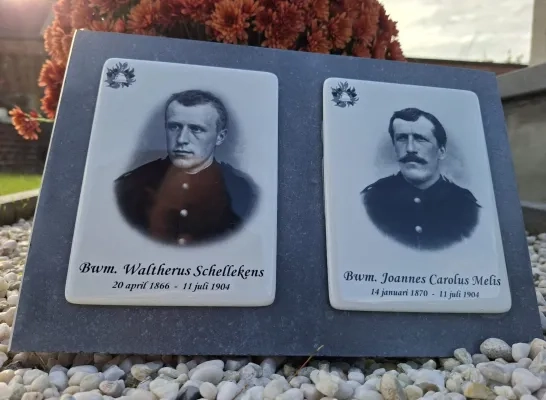 Bwm. Waltherus Schellekens
20 april 1866 - 11 juli 1904
Bwm. Joannes Carolus Melis
14 januari 1870 - 11 juli 1904